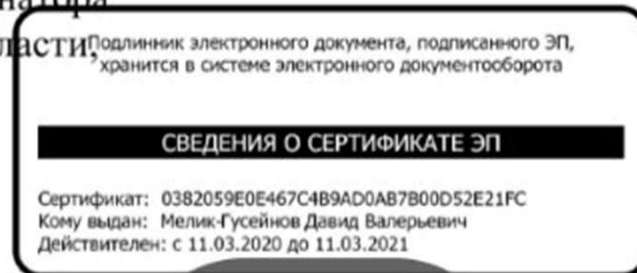 ласти,
Подлинник электронного документа, подписанного ЭП,
хранится в системе электронного документооборота
СВЕДЕНИЯ О СЕРТИФИКАТЕ ЭП
Сертификат: 0382059E0E467C4B9AD0AB7B00D52E21FC
Кому выдан: Мелик-Гусейнов Давид Валерьевич
Действителен: с 11.03.2020 до 11.03.2021